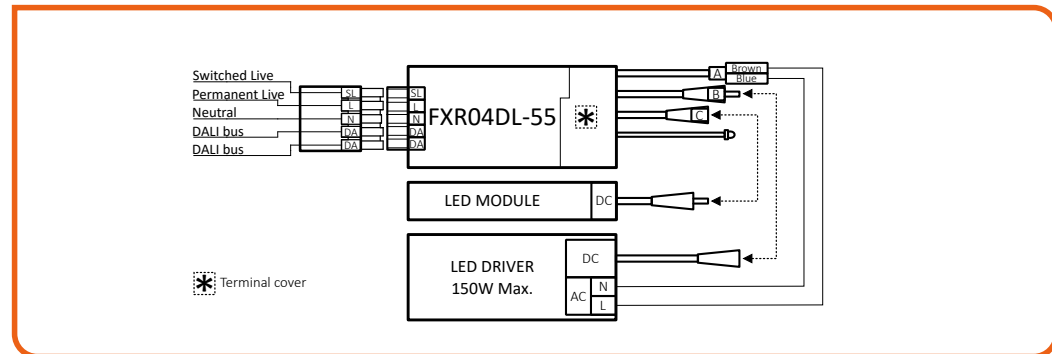 Switched Live
Permanent Live
Neutral
DALI bus
DALI bus
SL
L
N
DA
DA
SL
L
N
DA
DA
FXR04DL-55
*
A
Brown
Blue
B
C
LED MODULE
DC
LED DRIVER
150W Max.
DC
AC
N
L
* Terminal cover